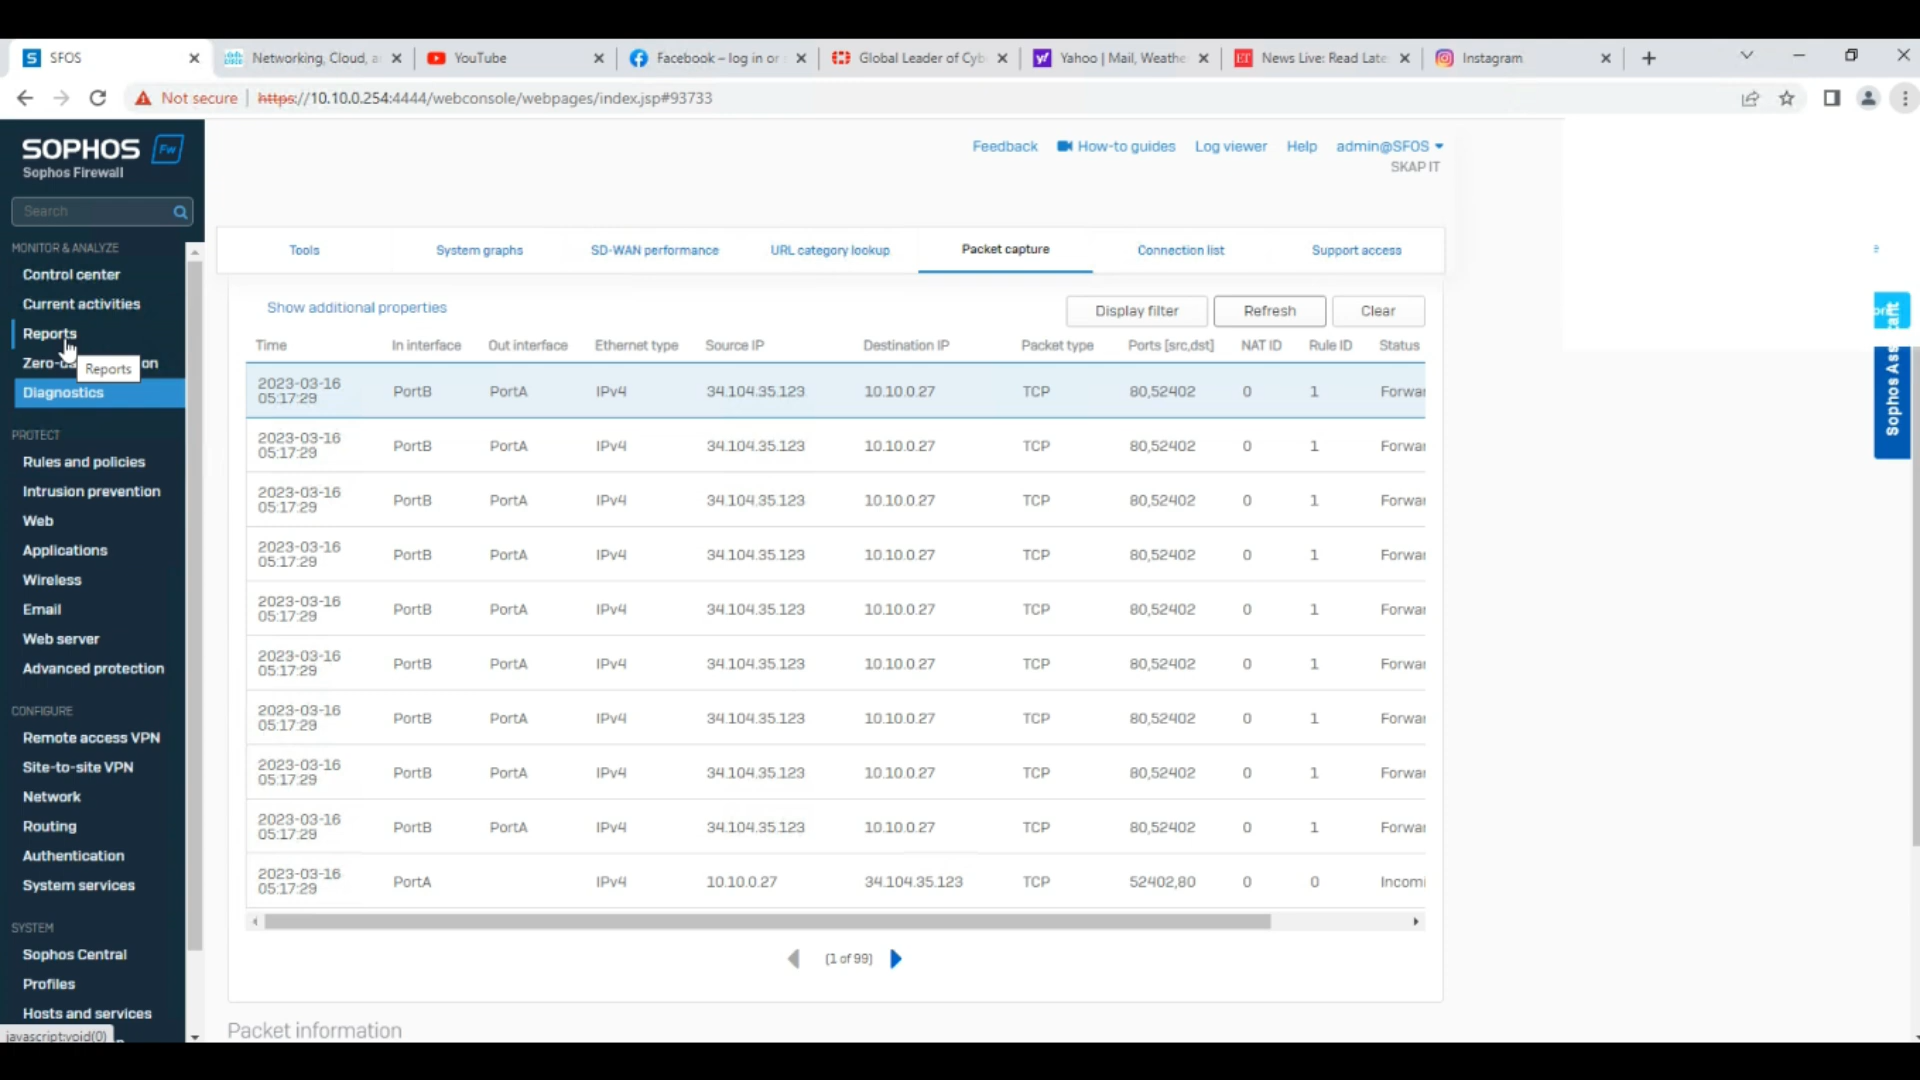 SFOS
Networking, Cloud, a
YouTube
Facebook – log in or
Global Leader of Cyb
Yahoo | Mail, Weathe
ET
News Live: Read Late
Instagram
Not secure
https://10.10.0.254:4444/webconsole/webpages/index.jsp#93733
SOPHOS Fw
Sophos Firewall
Search
MONITOR & ANALYZE
Control center
Current activities
Reports
Zero-da
on
Reports
Diagnostics
PROTECT
Rules and policies
Intrusion prevention
Web
Applications
Wireless
Email
Web server
Advanced protection
CONFIGURE
Remote access VPN
Site-to-site VPN
Network
Routing
Authentication
System services
SYSTEM
Sophos Central
Profiles
Hosts and services
javascript:void(0)
Feedback
How-to guides
Log viewer
Help
admin@SFOS
SKAP IT
Tools
System graphs
SD-WAN performance
URL category lookup
Packet capture
Connection list
Support access
Show additional properties
Display filter
Refresh
Clear
Time In interface Out interface Ethernet type Source IP Destination IP Packet type Ports [src,dst] NAT ID Rule ID Status
2023-03-16
05:17:29 PortB PortA IPv4 34.104.35.123 10.10.0.27 TCP 80,52402 0 1 Forwar
2023-03-16
05:17:29 PortB PortA IPv4 34.104.35.123 10.10.0.27 TCP 80,52402 0 1 Forwar
2023-03-16
05:17:29 PortB PortA IPv4 34.104.35.123 10.10.0.27 TCP 80,52402 0 1 Forwar
2023-03-16
05:17:29 PortB PortA IPv4 34.104.35.123 10.10.0.27 TCP 80,52402 0 1 Forwar
2023-03-16
05:17:29 PortB PortA IPv4 34.104.35.123 10.10.0.27 TCP 80,52402 0 1 Forwar
2023-03-16
05:17:29 PortB PortA IPv4 34.104.35.123 10.10.0.27 TCP 80,52402 0 1 Forwar
2023-03-16
05:17:29 PortB PortA IPv4 34.104.35.123 10.10.0.27 TCP 80,52402 0 1 Forwar
2023-03-16
05:17:29 PortB PortA IPv4 34.104.35.123 10.10.0.27 TCP 80,52402 0 1 Forwar
2023-03-16
05:17:29 PortB PortA IPv4 34.104.35.123 10.10.0.27 TCP 80,52402 0 1 Forwar
2023-03-16
05:17:29 PortA IPv4 10.10.0.27 34.104.35.123 TCP 52402,80 0 0 Incomi
(1 of 99)
Packet information
Sophos Ass